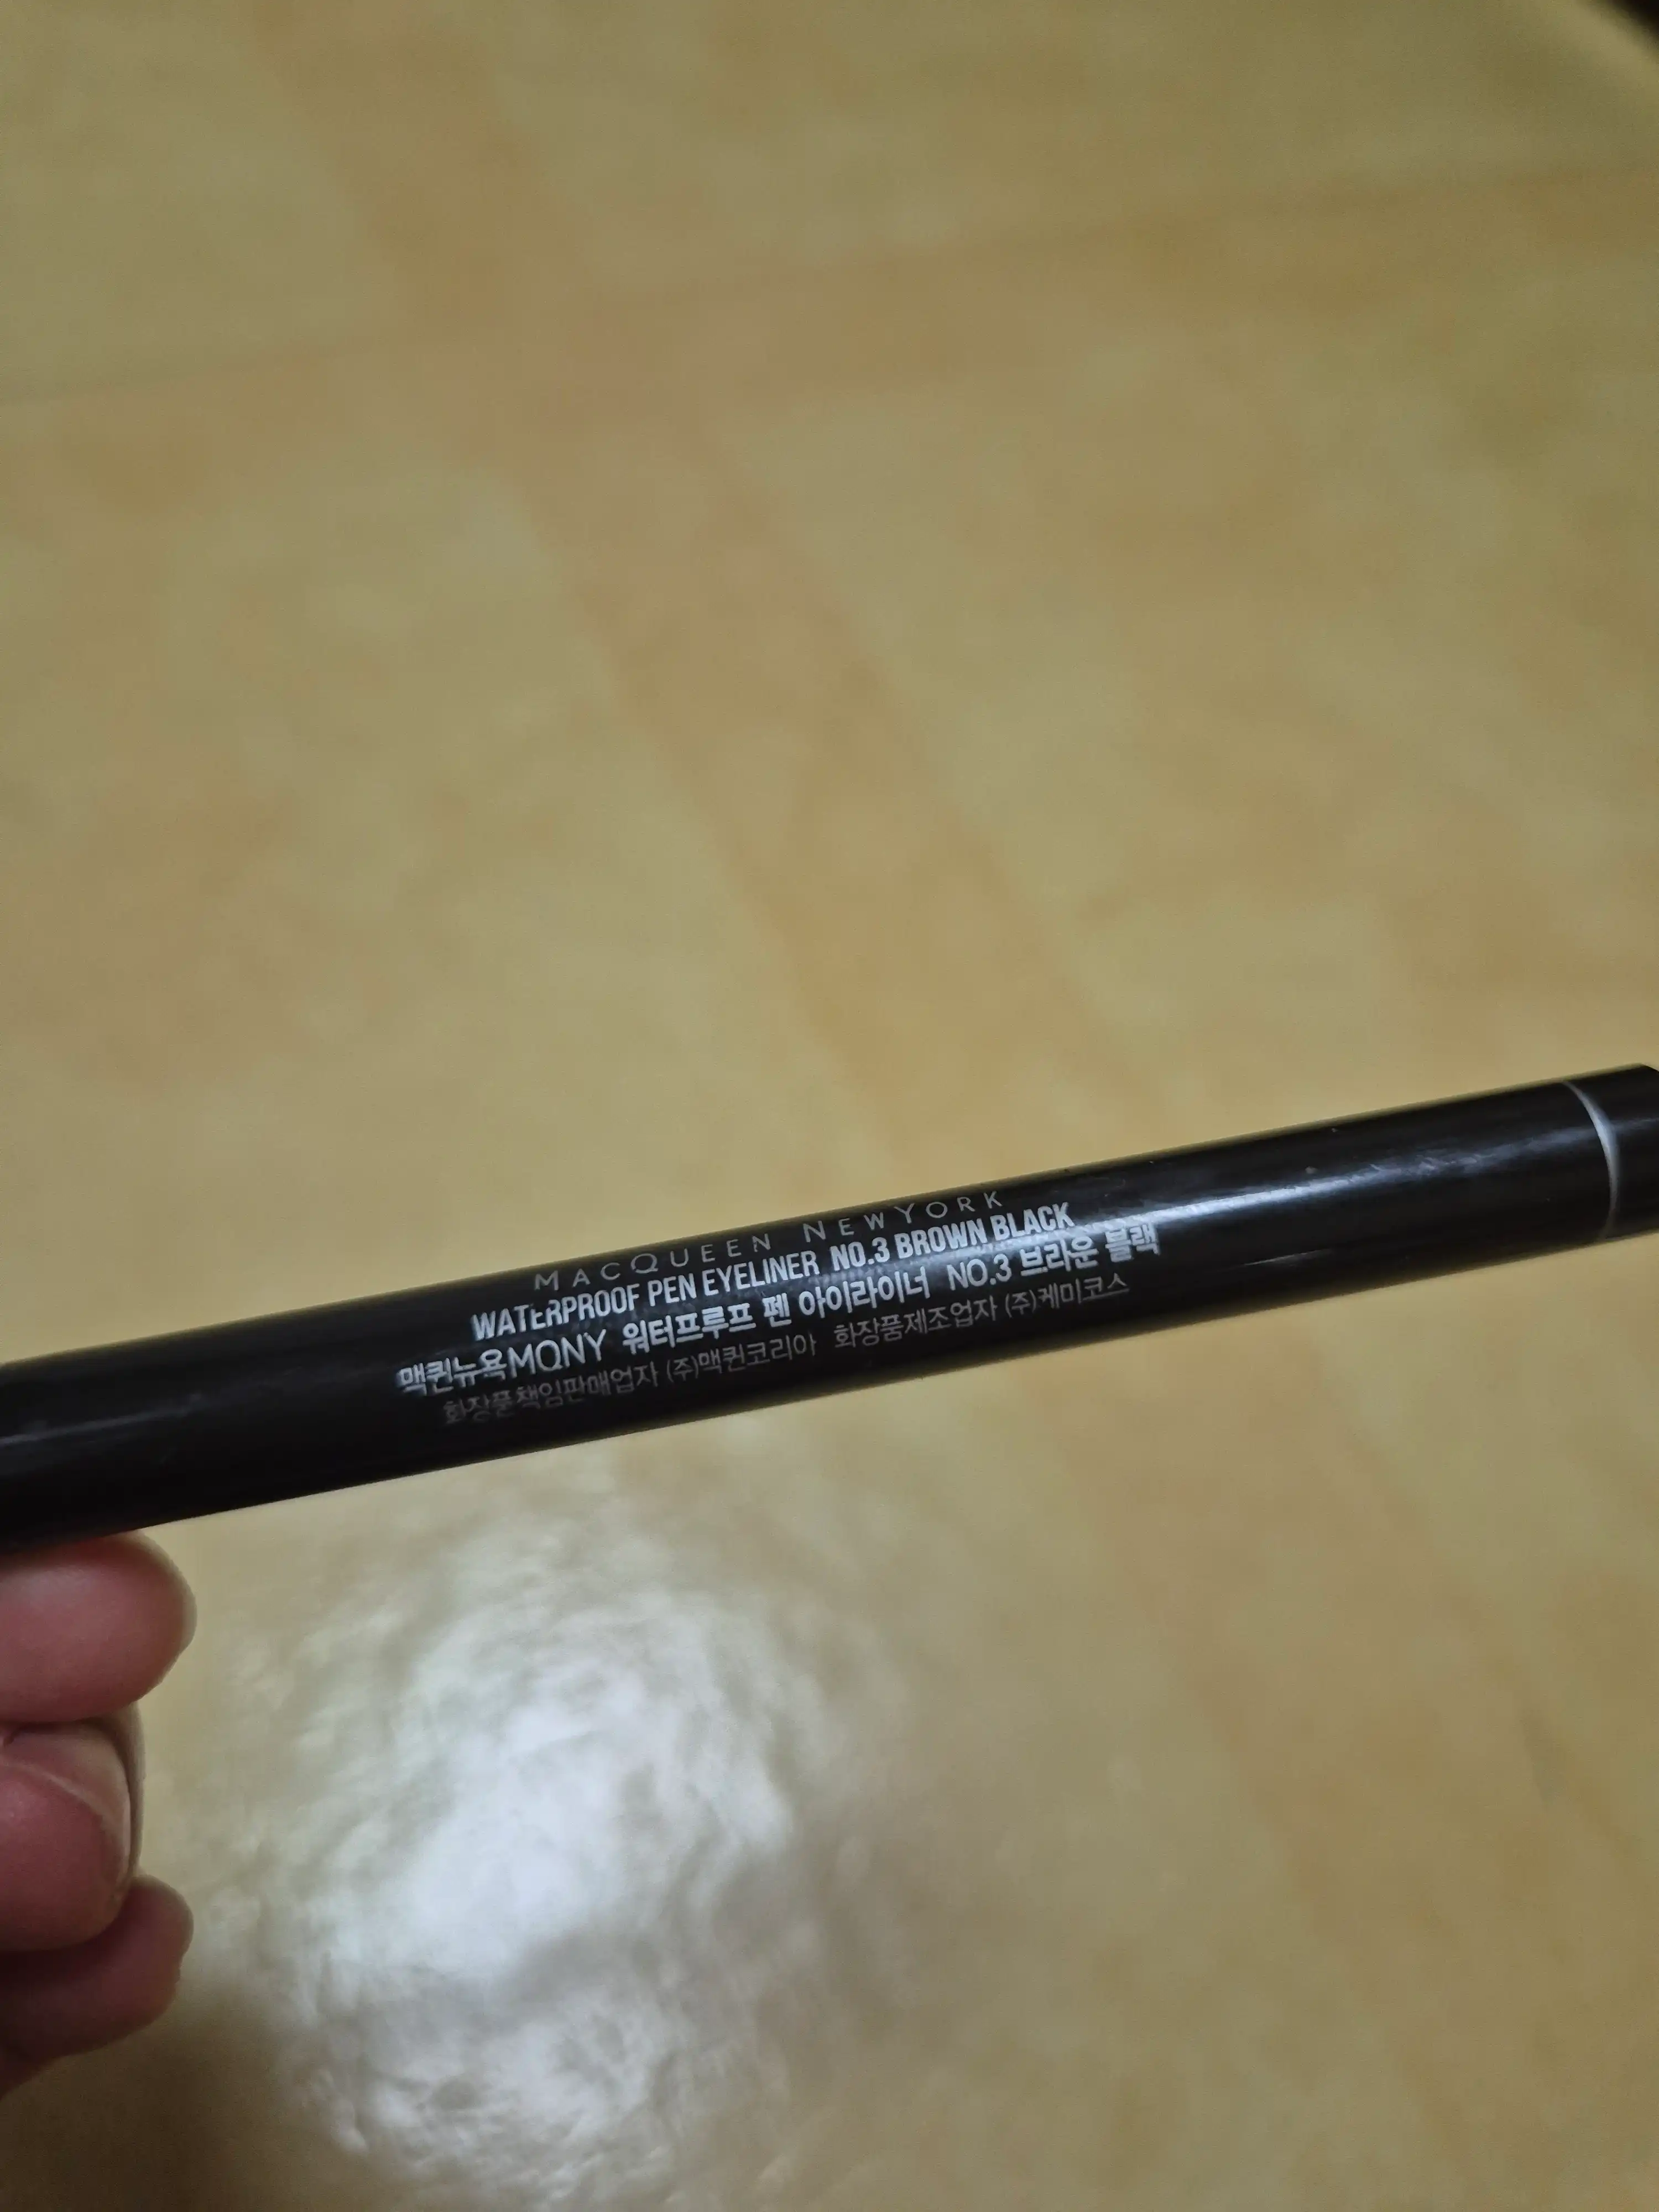 MACQUEEN NEWYORK
WATERPROOF PEN EYELINER NO.3 BROWN BLACK
맥퀸뉴욕MQNY 워터프루프 펜 아이라이너 NO.3 브라운 블랙
화장품책임판매업자 (주)맥퀸코리아 화장품제조업자 (주)케미코스